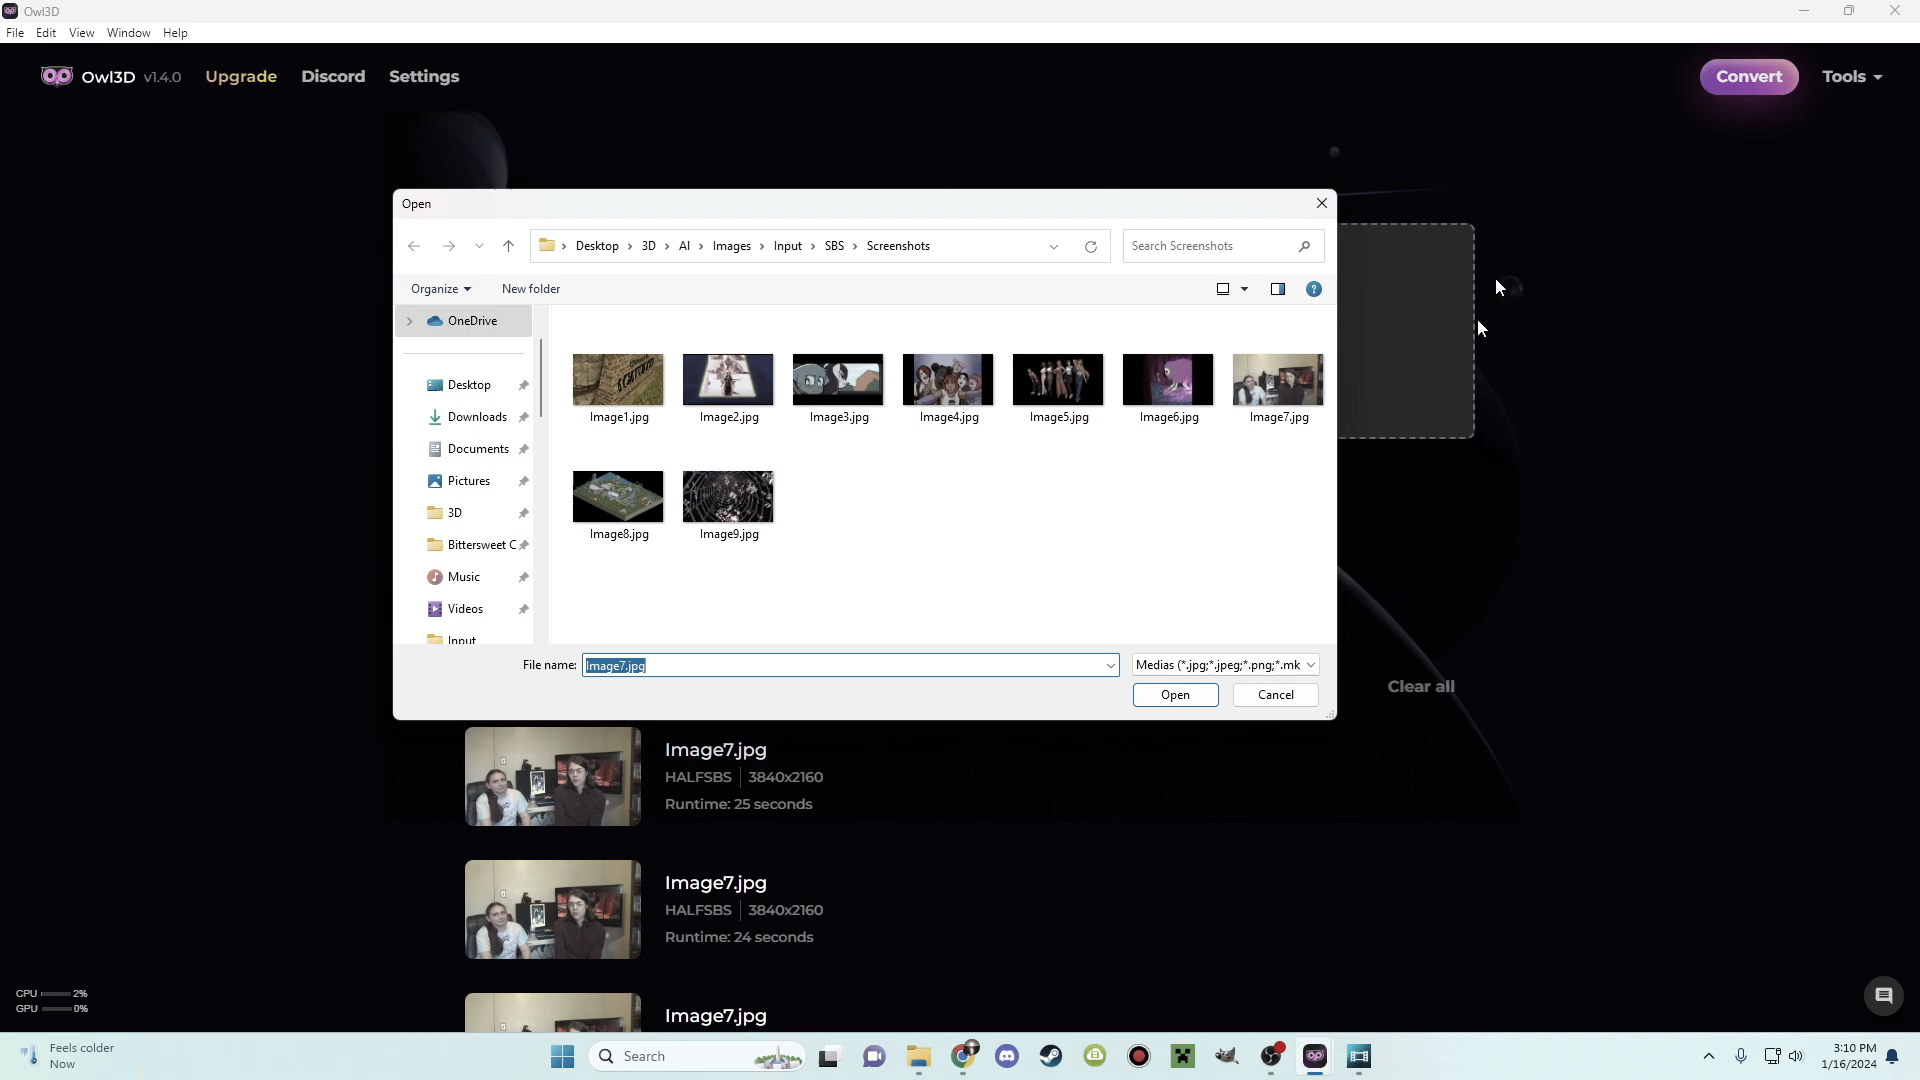 Owl3D
File Edit View Window Help
Owl3D v1.4.0 Upgrade Discord Settings Convert Tools
Open
Desktop > 3D > AI > Images > Input > SBS > Screenshots
Search Screenshots
Organize New folder
OneDrive
Desktop
Downloads
Documents
Pictures
3D
Bittersweet C
Music
Videos
Input
Image1.jpg Image2.jpg Image3.jpg Image4.jpg Image5.jpg Image6.jpg Image7.jpg
Image8.jpg Image9.jpg
File name: Image7.jpg Medias (*.jpg;*.jpeg;*.png;*.mk
Open Cancel
Clear all
Image7.jpg
HALFSBS 3840x2160
Runtime: 25 seconds
Image7.jpg
HALFSBS 3840x2160
Runtime: 24 seconds
Image7.jpg
CPU 2%
GPU 0%
Feels colder
Now
Search
3:10 PM
1/16/2024